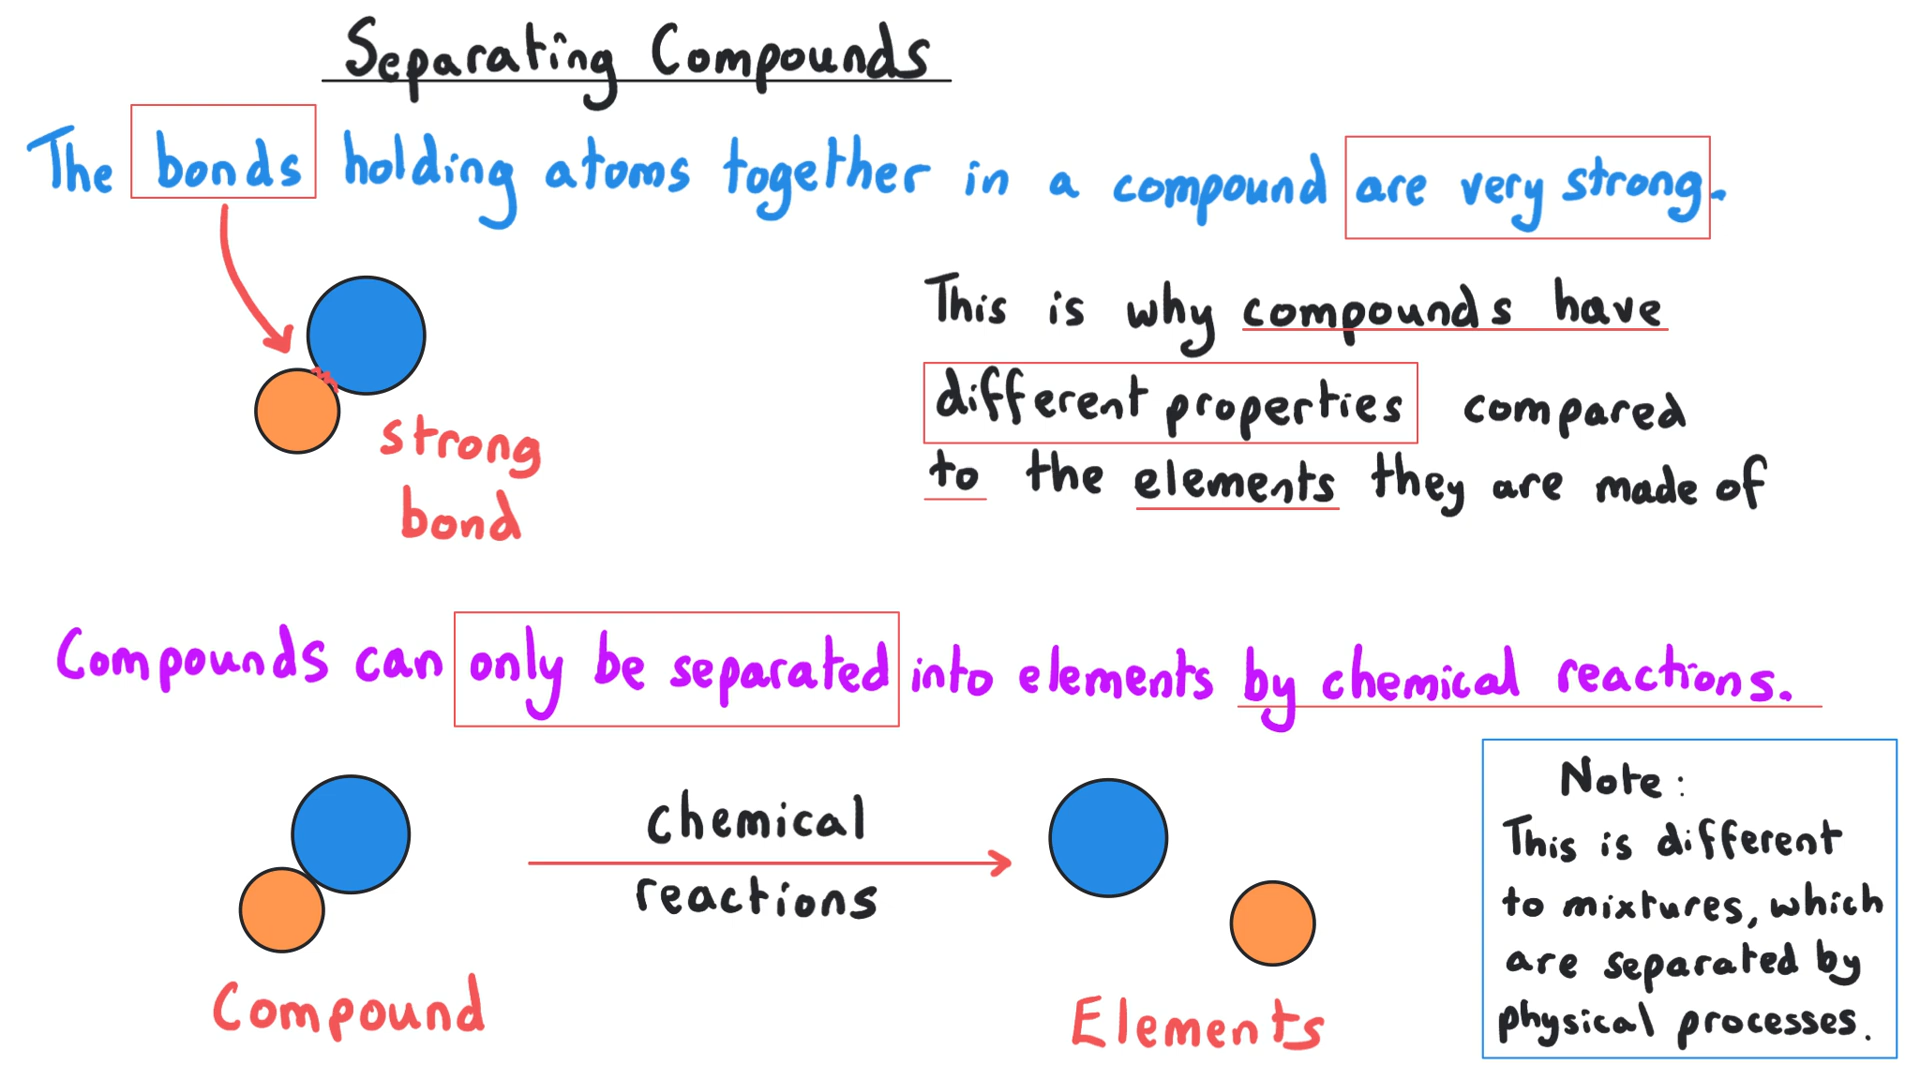 Separating Compounds
The bonds holding atoms together in a compound are very strong.
This is why compounds have
different properties compared
to the elements they are made of
strong
bond
Compounds can only be separated into elements by chemical reactions.
chemical
reactions
Compound
Elements
Note:
This is different
to mixtures, which
are separated by
physical processes.